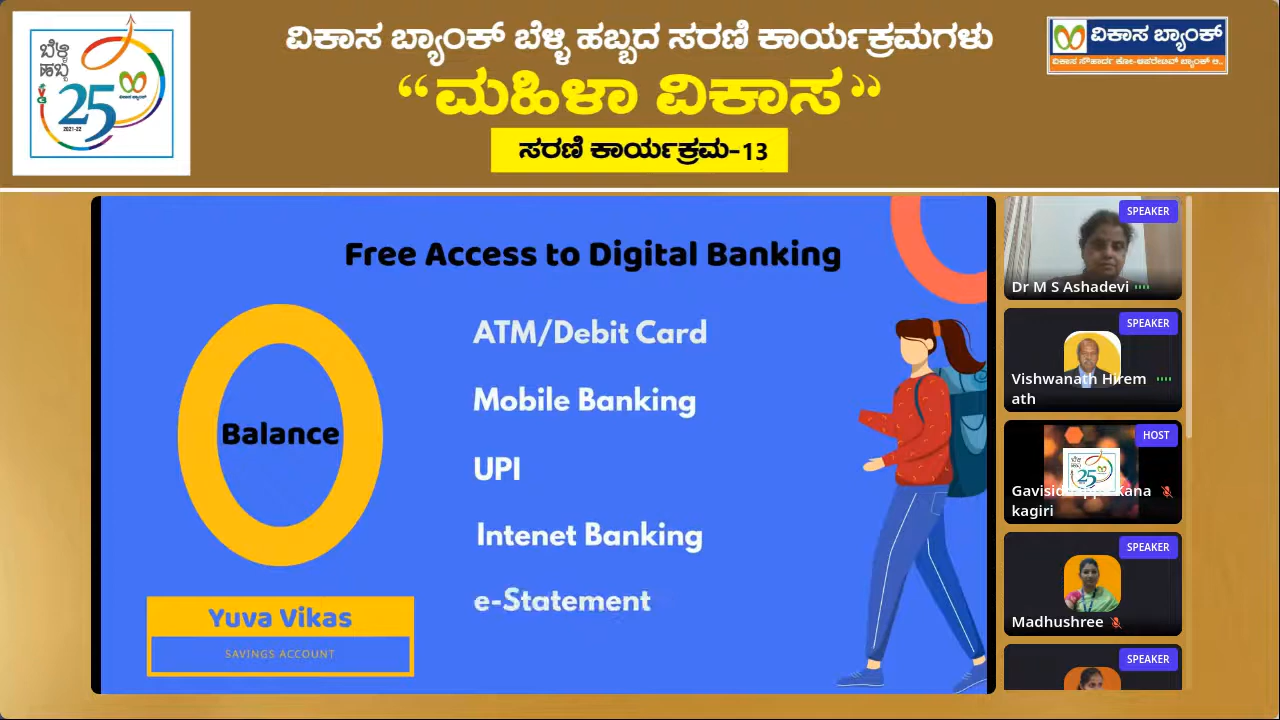 ಬೆಳ್ಳಿ
ಹಬ್ಬ
25
2021-22
ವಿಕಾಸ ಬ್ಯಾಂಕ್ ಬೆಳ್ಳಿ ಹಬ್ಬದ ಸರಣಿ ಕಾರ್ಯಕ್ರಮಗಳು
“ಮಹಿಳಾ ವಿಕಾಸ”
ಸರಣಿ ಕಾರ್ಯಕ್ರಮ-13
ವಿಕಾಸ ಬ್ಯಾಂಕ್
ವಿಕಾಸ ಸೌಹಾರ್ದ ಕೋ-ಆಪರೇಟಿವ್ ಬ್ಯಾಂಕ್ ಲಿ.,
Free Access to Digital Banking
Balance
ATM/Debit Card
Mobile Banking
UPI
Intenet Banking
e-Statement
Yuva Vikas
SAVINGS ACCOUNT
SPEAKER
Dr M S Ashadevi
SPEAKER
Vishwanath Hirem
ath
HOST
25
kagiri
SPEAKER
Madhushree
SPEAKER